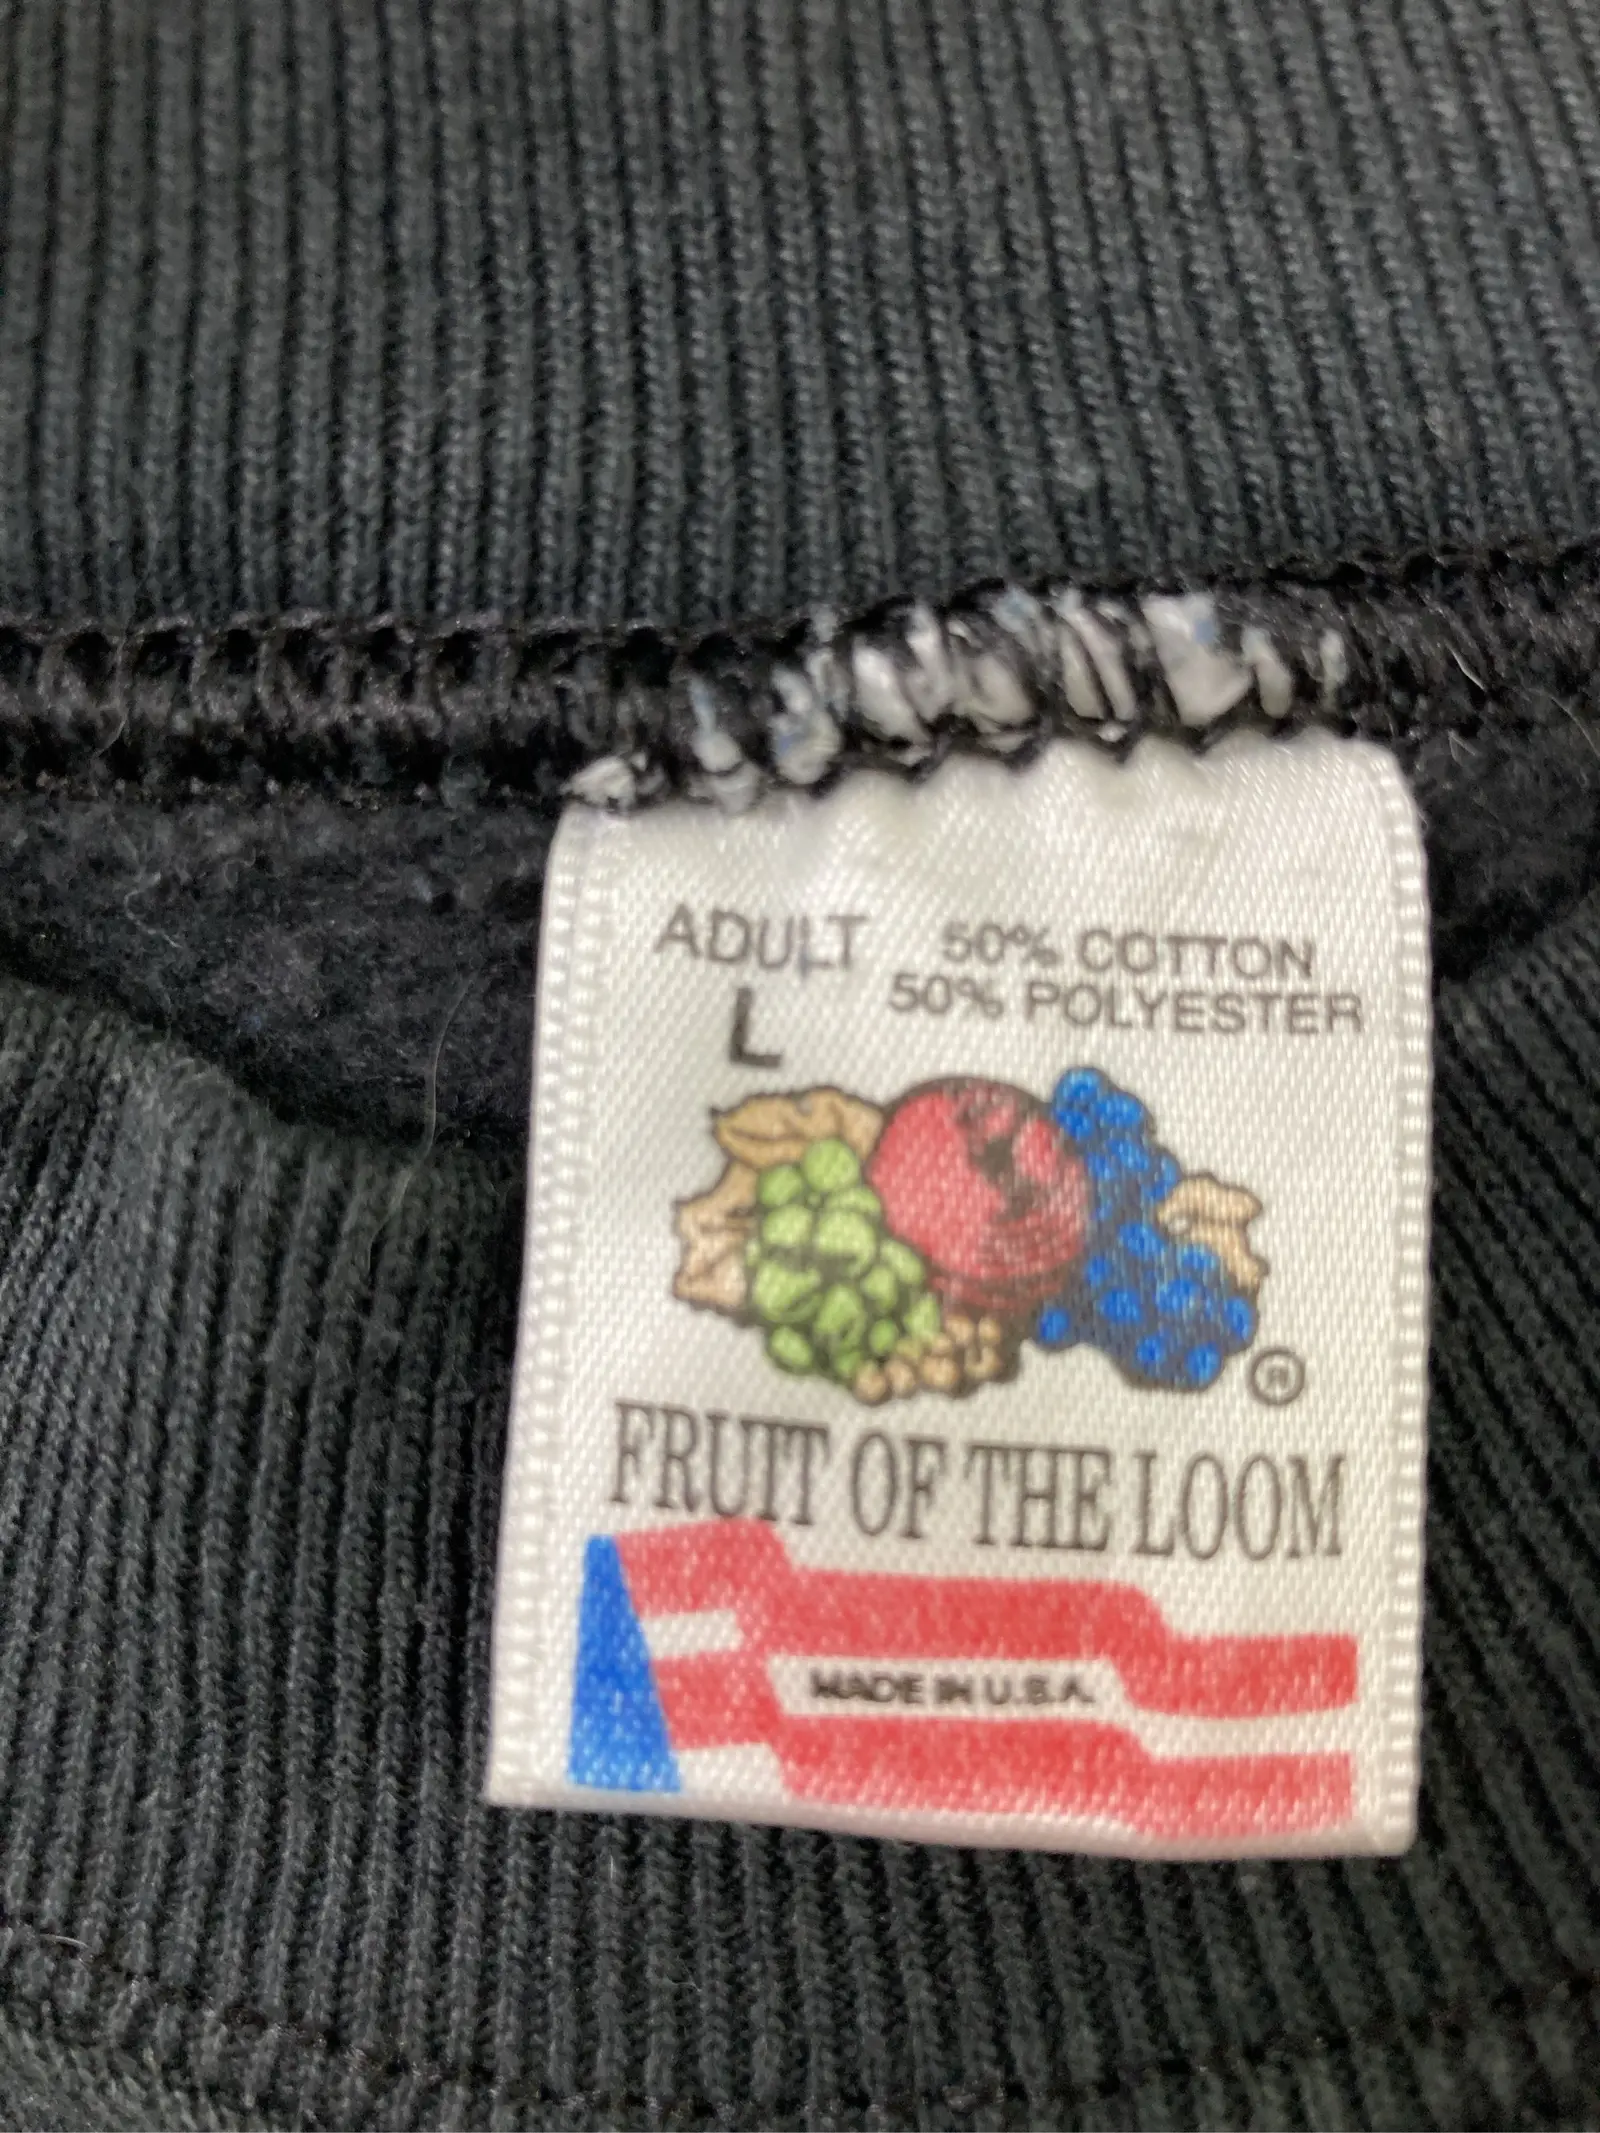 ADULT
L
50% COTTON
50% POLYESTER
®
FRUIT OF THE LOOM
MADE IN U.S.A.